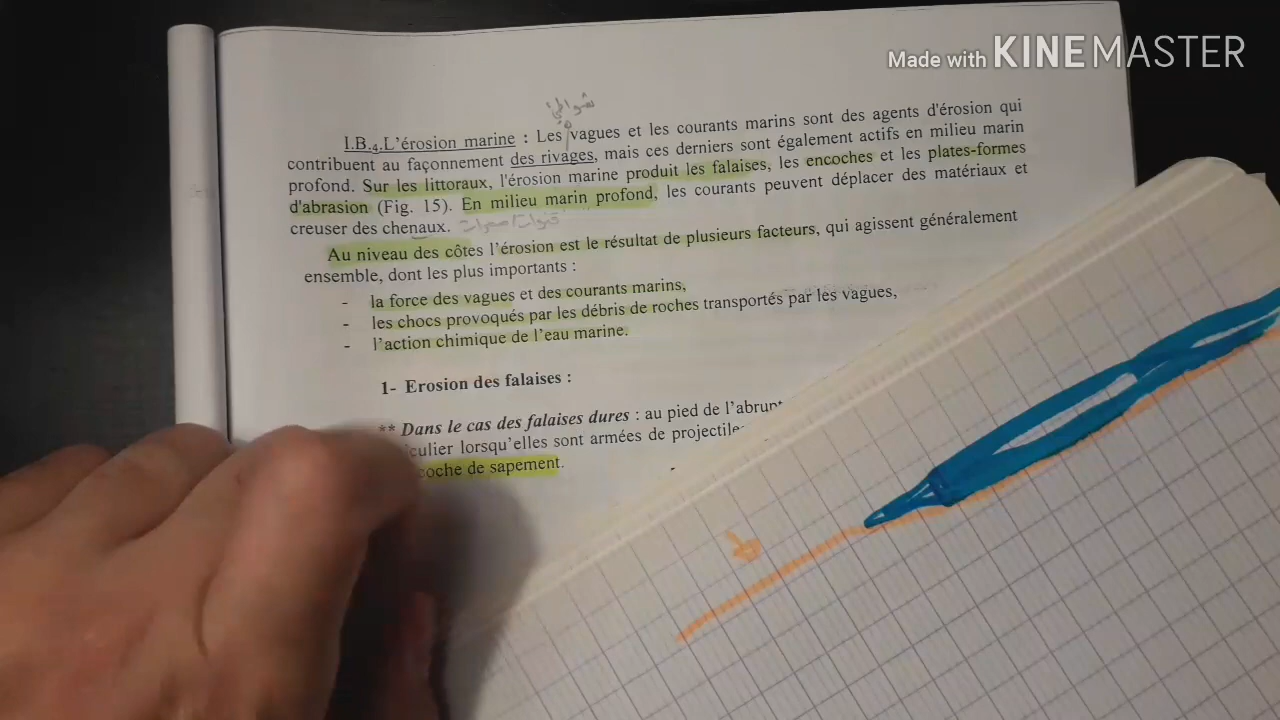 Made with KINEMASTER
شواطئ
I.B.4.L'érosion marine : Les vagues et les courants marins sont des agents d'érosion qui
contribuent au façonnement des rivages, mais ces derniers sont également actifs en milieu marin
profond. Sur les littoraux, l'érosion marine produit les falaises, les encoches et les plates-formes
d'abrasion (Fig. 15). En milieu marin profond, les courants peuvent déplacer des matériaux et
creuser des chenaux.
Au niveau des côtes l'érosion est le résultat de plusieurs facteurs, qui agissent généralement
ensemble, dont les plus importants :
- la force des vagues et des courants marins,
- les chocs provoqués par les débris de roches transportés par les vagues,
- l'action chimique de l'eau marine.
1- Erosion des falaises :
** Dans le cas des falaises dures : au pied de l'abrupt
culier lorsqu'elles sont armées de projectile
coche de sapement.